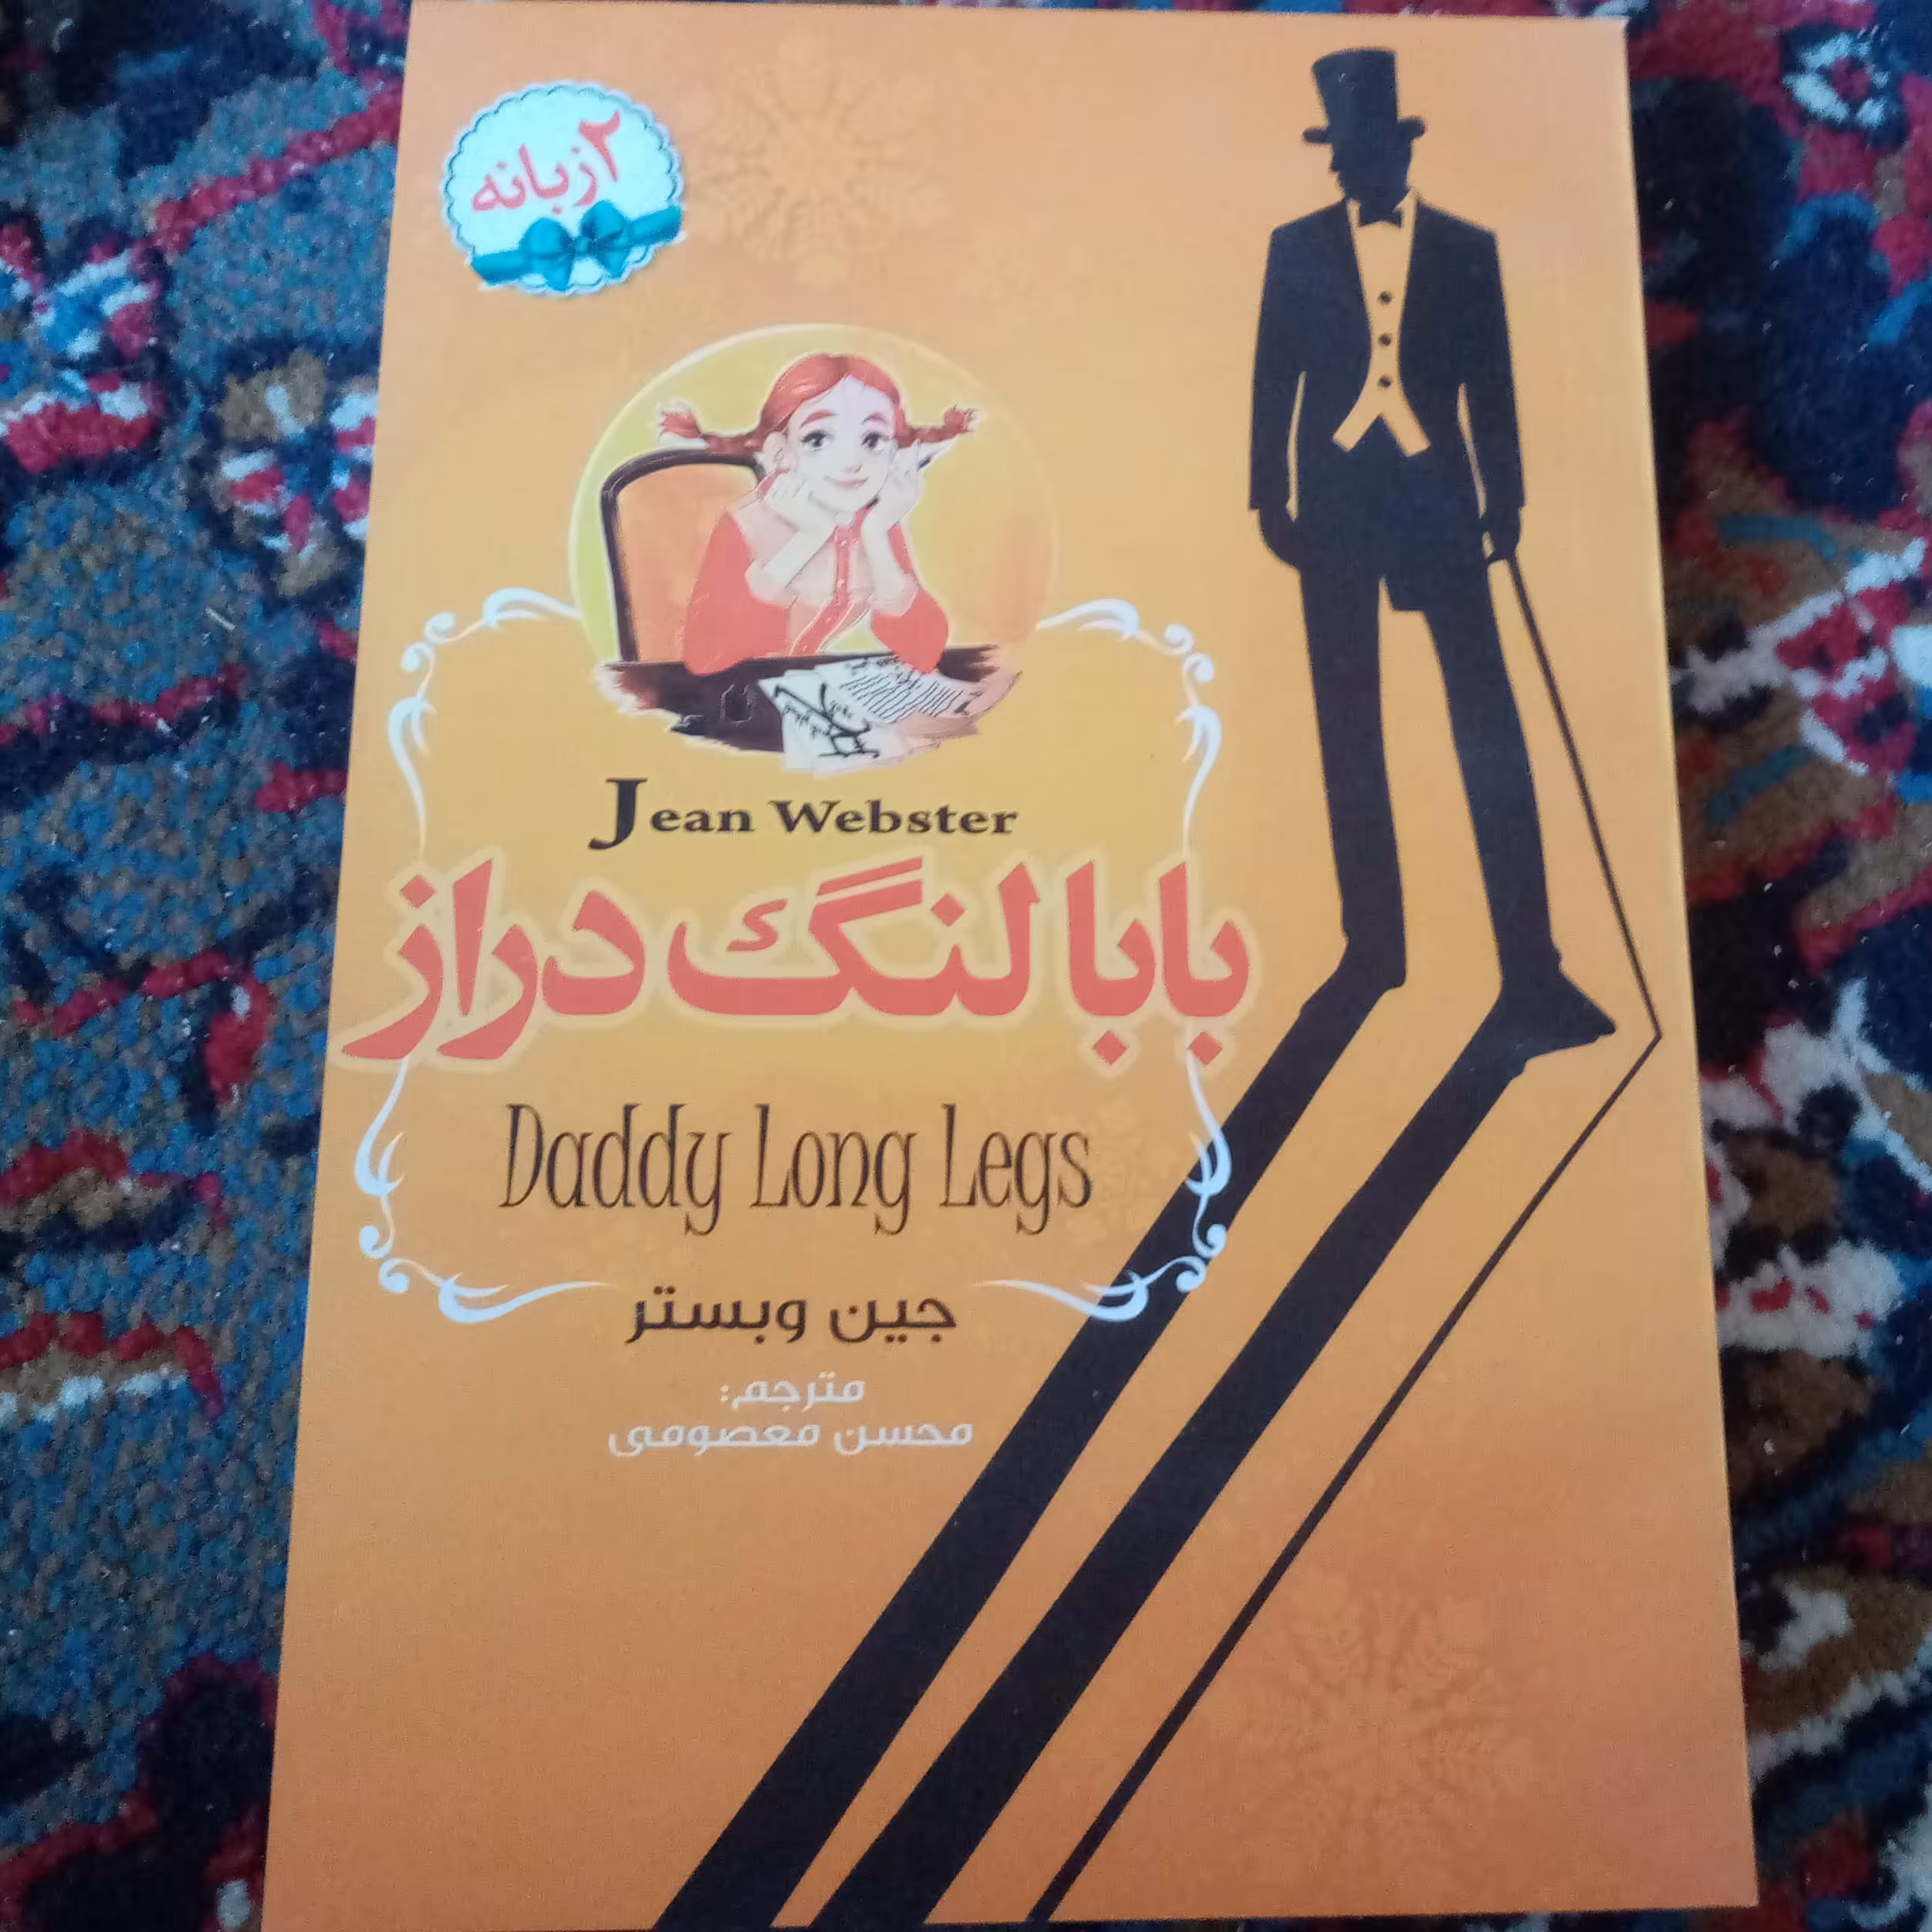 ۲ زبانه
Jean Webster
بابا لنگ دراز
Daddy Long Legs
جین وبستر
مترجم:
محسن معصومی